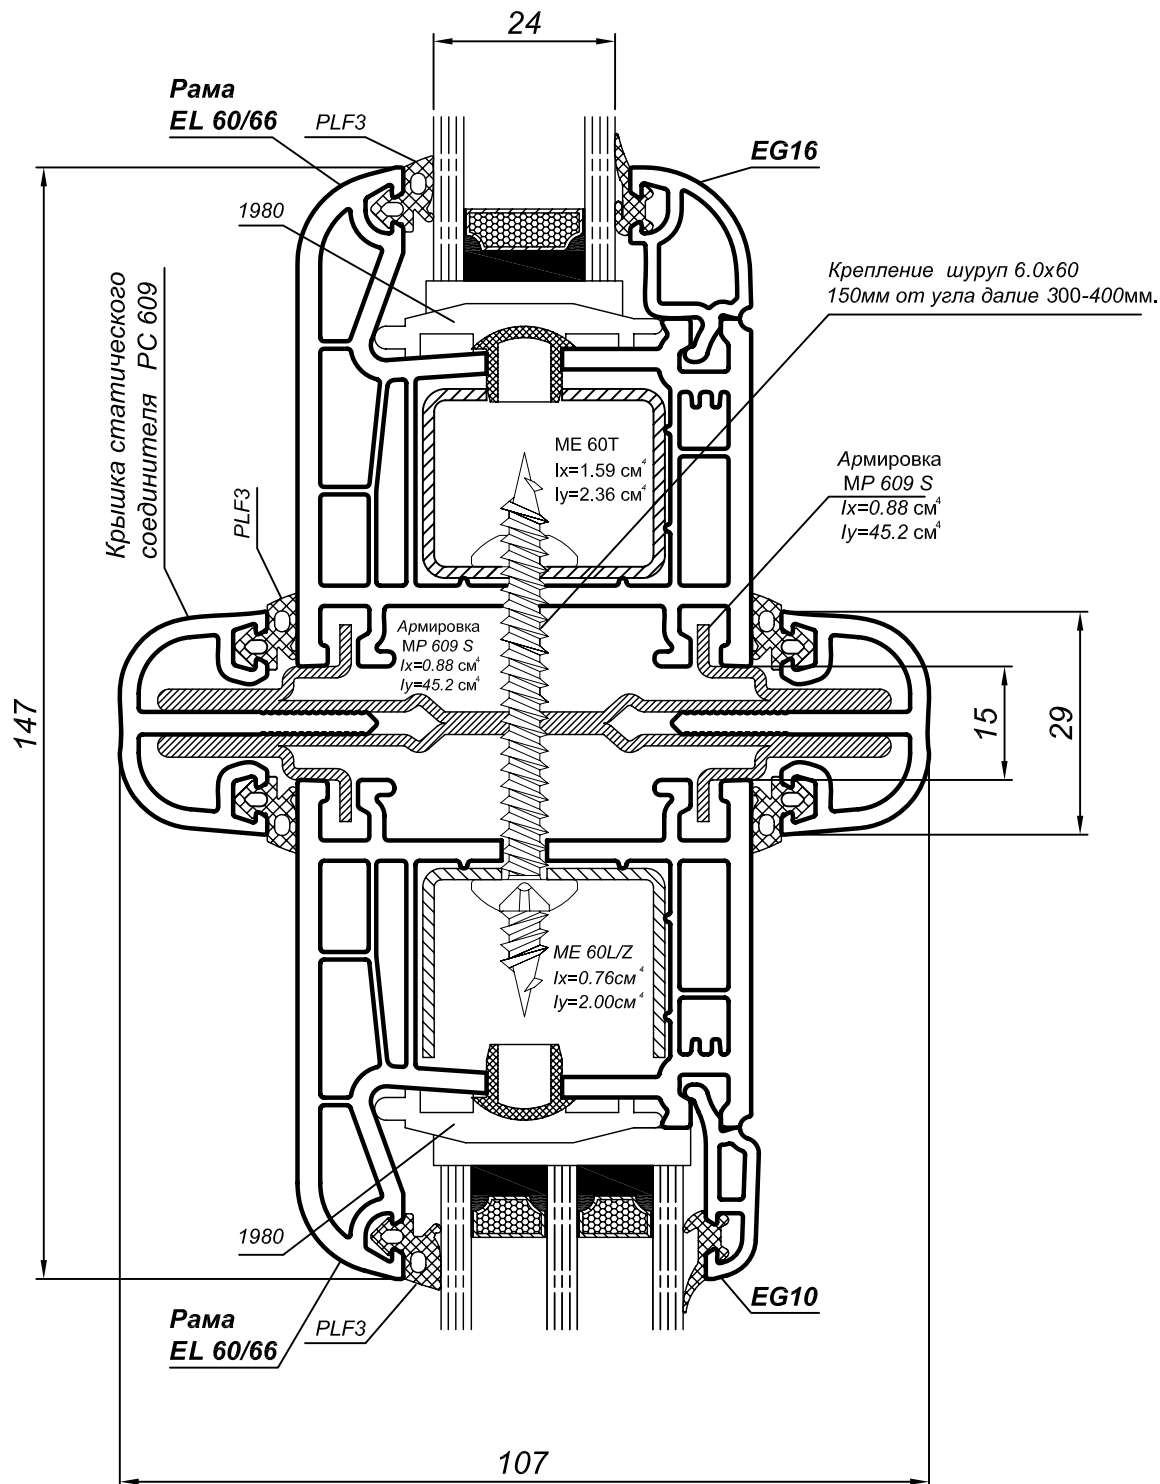 24
Рама
EL 60/66
PLF3
EG16
1980
Крепление шуруп 6.0x60
150мм от угла далие 300-400мм.
Крышка статического
соединителя PC 609
PLF3
ME 60T
Ix=1.59 см⁴
Iy=2.36 см⁴
Армировка
MP 609 S
Ix=0.88 см⁴
Iy=45.2 см⁴
Армировка
MP 609 S
Ix=0.88 см⁴
Iy=45.2 см⁴
147
15
29
ME 60L/Z
Ix=0.76см⁴
Iy=2.00см⁴
1980
EG10
Рама
EL 60/66
PLF3
107